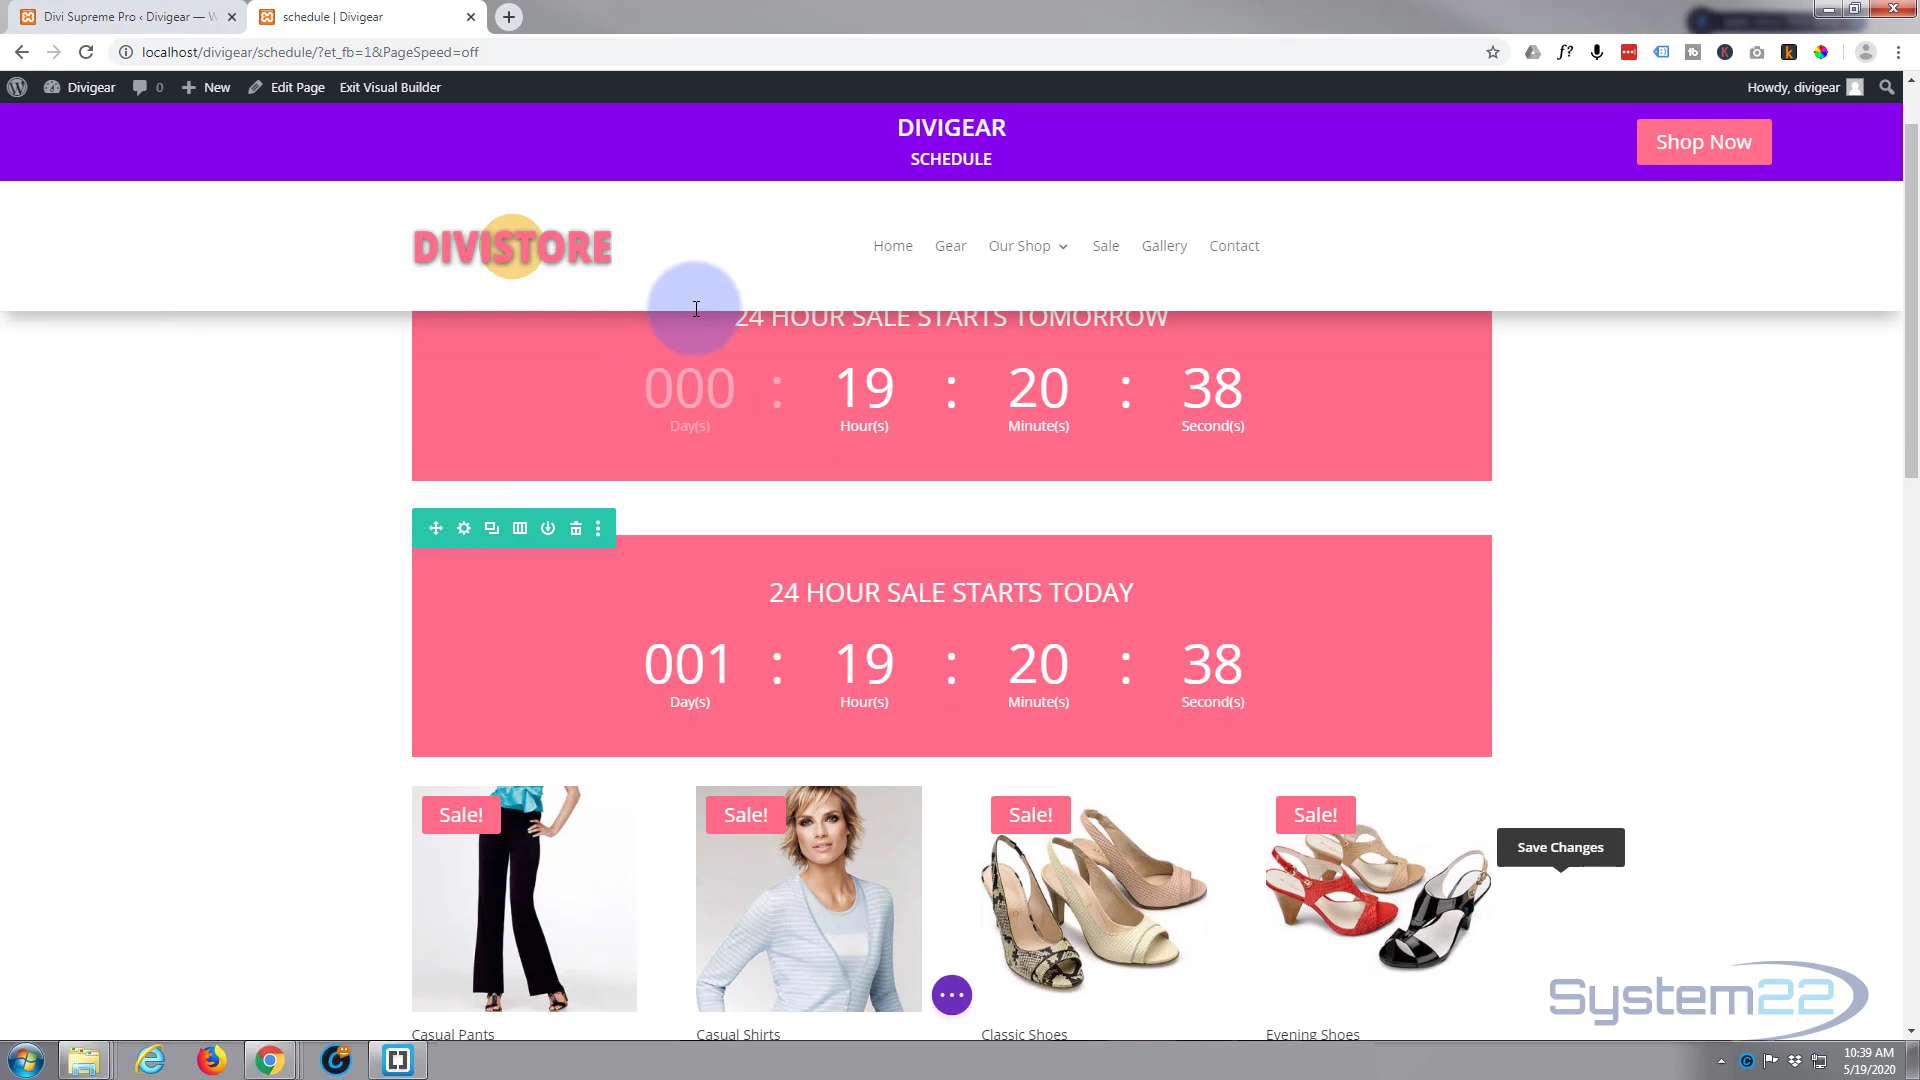 Divi Supreme Pro ‹ Divigear — W
schedule | Divigear
localhost/divigear/schedule/?et_fb=1&PageSpeed=off
Divigear
0
New
Edit Page
Exit Visual Builder
Howdy, divigear
DIVIGEAR
SCHEDULE
Shop Now
DIVISTORE
Home
Gear
Our Shop
Sale
Gallery
Contact
24 HOUR SALE STARTS TOMORROW
000 : 19 : 20 : 38
Day(s) Hour(s) Minute(s) Second(s)
24 HOUR SALE STARTS TODAY
001 : 19 : 20 : 38
Day(s) Hour(s) Minute(s) Second(s)
Sale!
Sale!
Sale!
Sale!
Save Changes
Casual Pants
Casual Shirts
Classic Shoes
Evening Shoes
System22
10:39 AM
5/19/2020